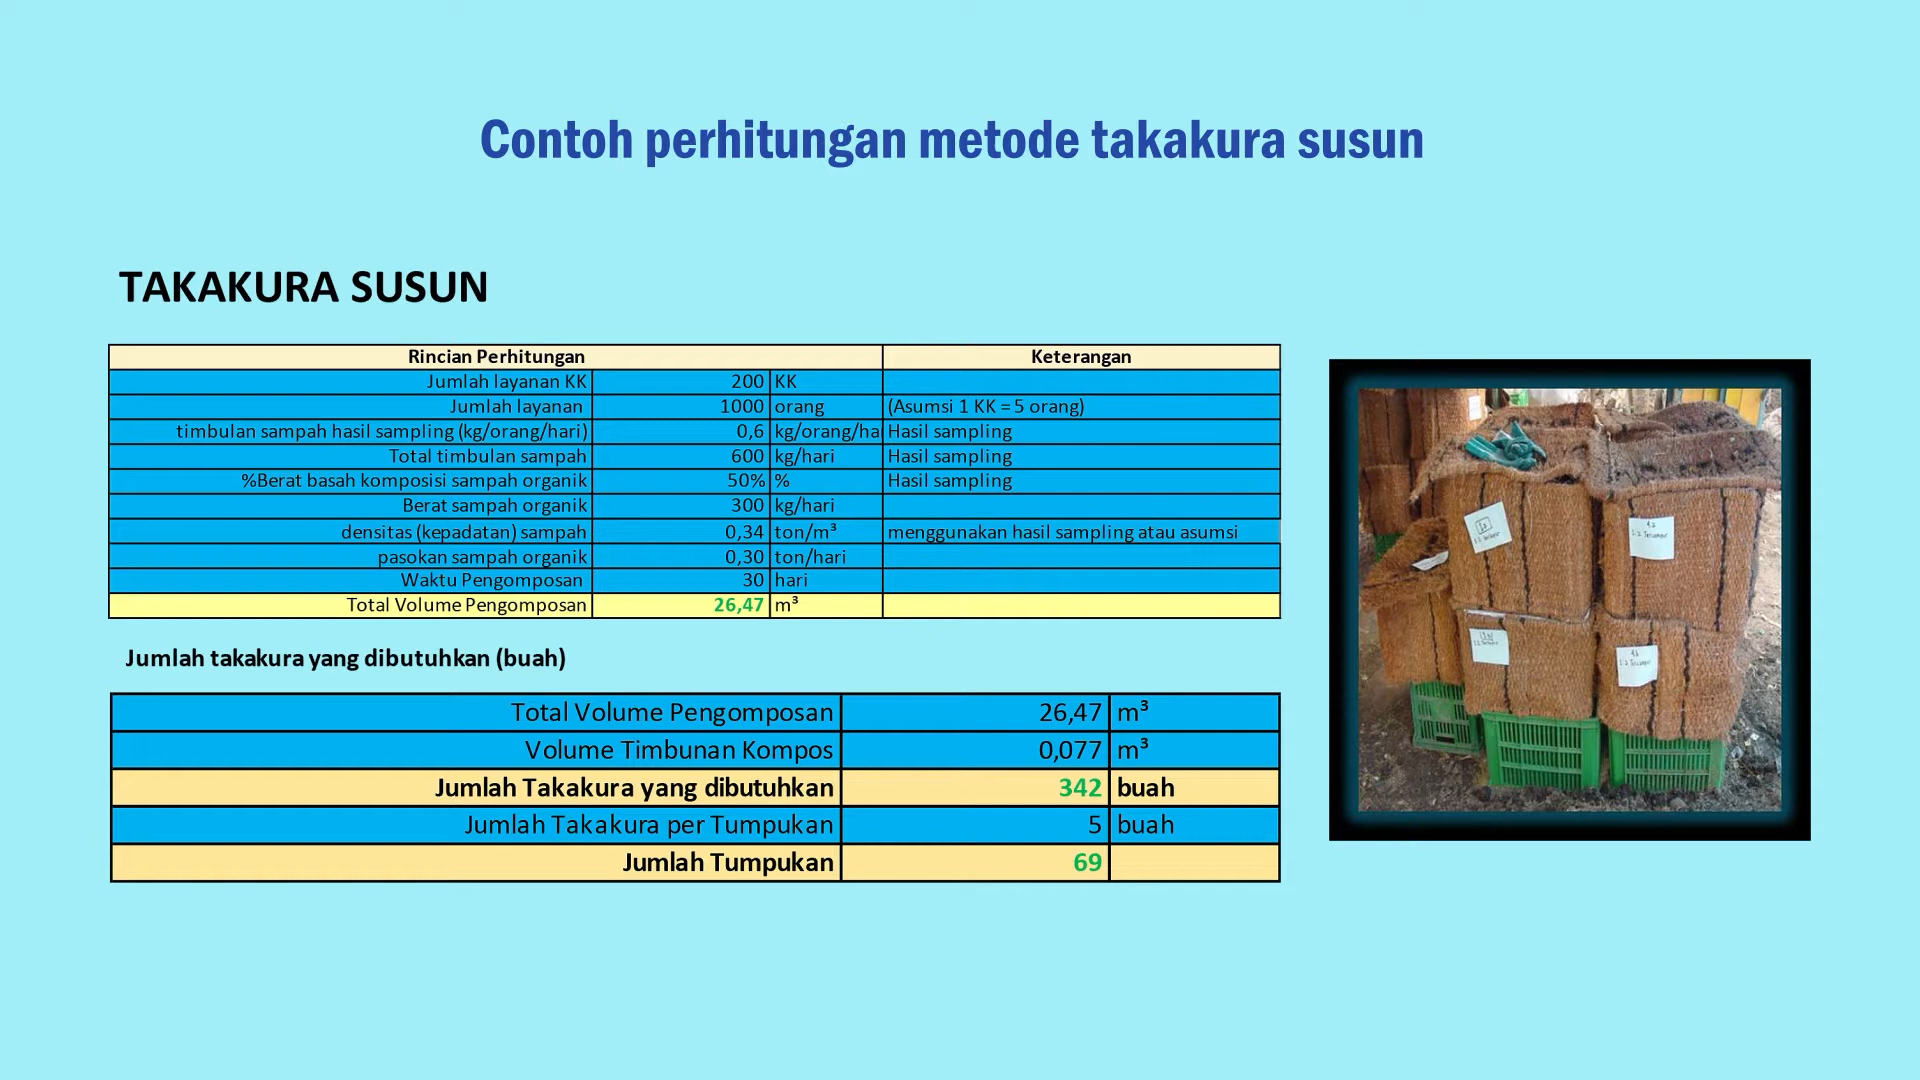 Contoh perhitungan metode takakura susun
TAKAKURA SUSUN
Rincian Perhitungan Keterangan
Jumlah layanan KK 200 KK
Jumlah layanan 1000 orang (Asumsi 1 KK = 5 orang)
timbulan sampah hasil sampling (kg/orang/hari) 0,6 kg/orang/ha Hasil sampling
Total timbulan sampah 600 kg/hari Hasil sampling
%Berat basah komposisi sampah organik 50% % Hasil sampling
Berat sampah organik 300 kg/hari
densitas (kepadatan) sampah 0,34 ton/m³ menggunakan hasil sampling atau asumsi
pasokan sampah organik 0,30 ton/hari
Waktu Pengomposan 30 hari
Total Volume Pengomposan 26,47 m³
Jumlah takakura yang dibutuhkan (buah)
Total Volume Pengomposan 26,47 m³
Volume Timbunan Kompos 0,077 m³
Jumlah Takakura yang dibutuhkan 342 buah
Jumlah Takakura per Tumpukan 5 buah
Jumlah Tumpukan 69